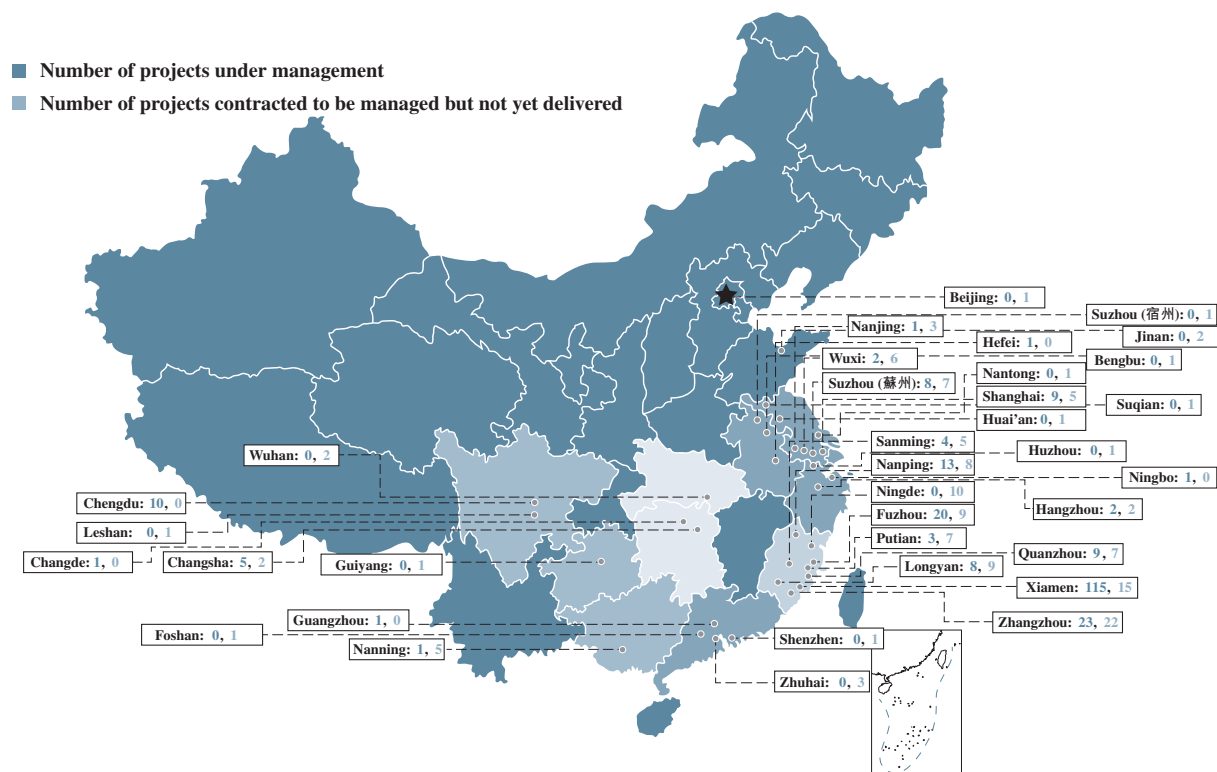 Number of projects under management
Number of projects contracted to be managed but not yet delivered
Beijing: 0, 1
Suzhou (宿州): 0, 1
Nanjing: 1, 3
Jinan: 0, 2
Hefei: 1, 0
Wuxi: 2, 6
Bengbu: 0, 1
Nantong: 0, 1
Suzhou (蘇州): 8, 7
Shanghai: 9, 5
Suqian: 0, 1
Huai'an: 0, 1
Sanming: 4, 5
Huzhou: 0, 1
Wuhan: 0, 2
Nanping: 13, 8
Ningbo: 1, 0
Ningde: 0, 10
Chengdu: 10, 0
Hangzhou: 2, 2
Fuzhou: 20, 9
Leshan: 0, 1
Putian: 3, 7
Quanzhou: 9, 7
Changde: 1, 0
Changsha: 5, 2
Guiyang: 0, 1
Longyan: 8, 9
Xiamen: 115, 15
Guangzhou: 1, 0
Zhangzhou: 23, 22
Foshan: 0, 1
Shenzhen: 0, 1
Nanning: 1, 5
Zhuhai: 0, 3